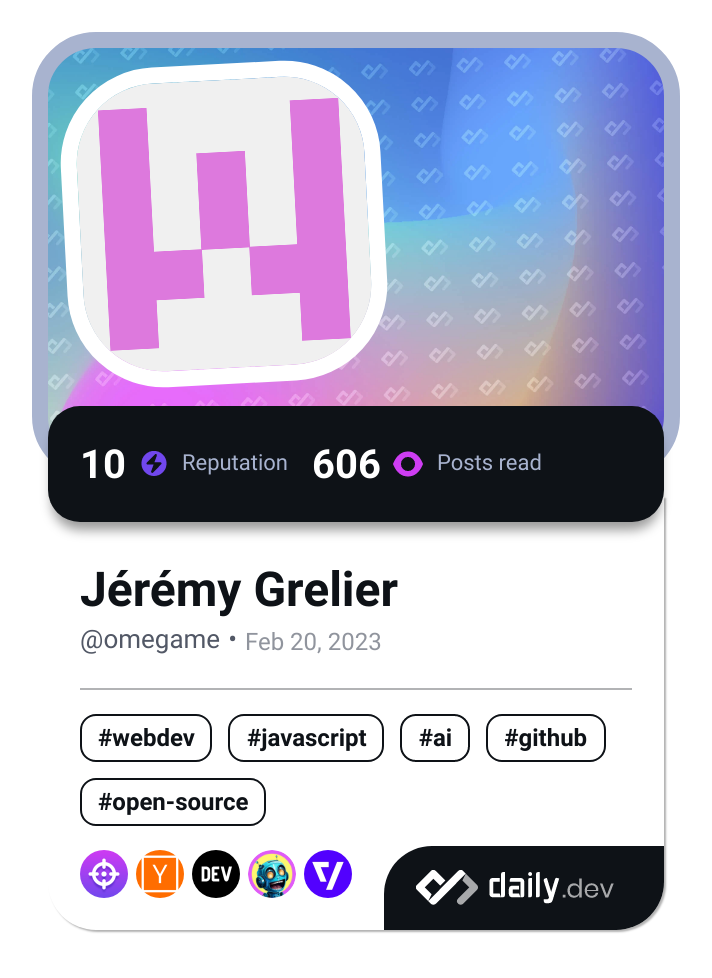 10 Reputation 606 Posts read
Jérémy Grelier
@omegame • Feb 20, 2023
#webdev #javascript #ai #github
#open-source
Y DEV
daily.dev